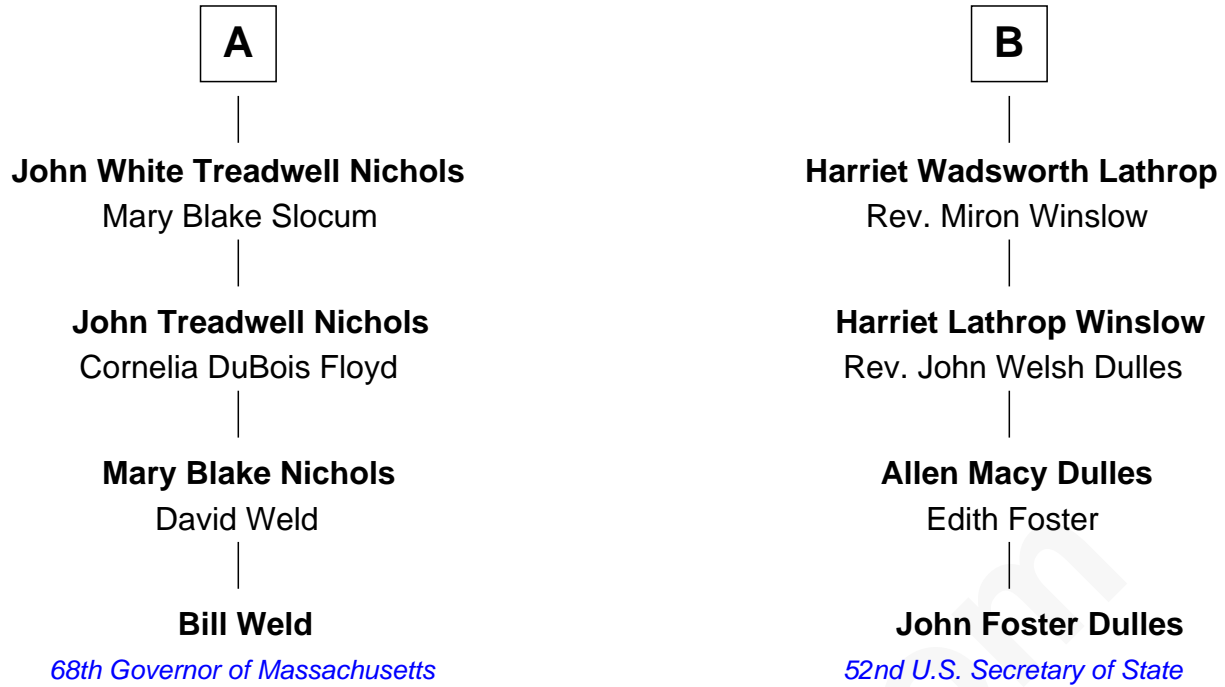 A
John White Treadwell Nichols
Mary Blake Slocum
John Treadwell Nichols
Cornelia DuBois Floyd
Mary Blake Nichols
David Weld
Bill Weld
68th Governor of Massachusetts
B
Harriet Wadsworth Lathrop
Rev. Miron Winslow
Harriet Lathrop Winslow
Rev. John Welsh Dulles
Allen Macy Dulles
Edith Foster
John Foster Dulles
52nd U.S. Secretary of State